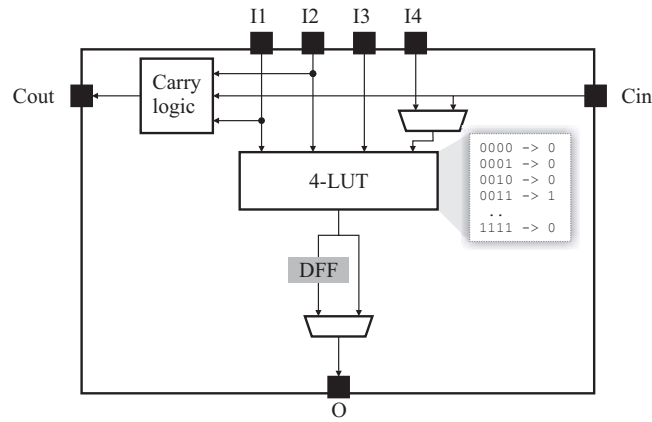 I1 I2 I3 I4
Cout
Carry
logic
Cin
4-LUT
0000 -> 0
0001 -> 0
0010 -> 0
0011 -> 1
..
1111 -> 0
DFF
O